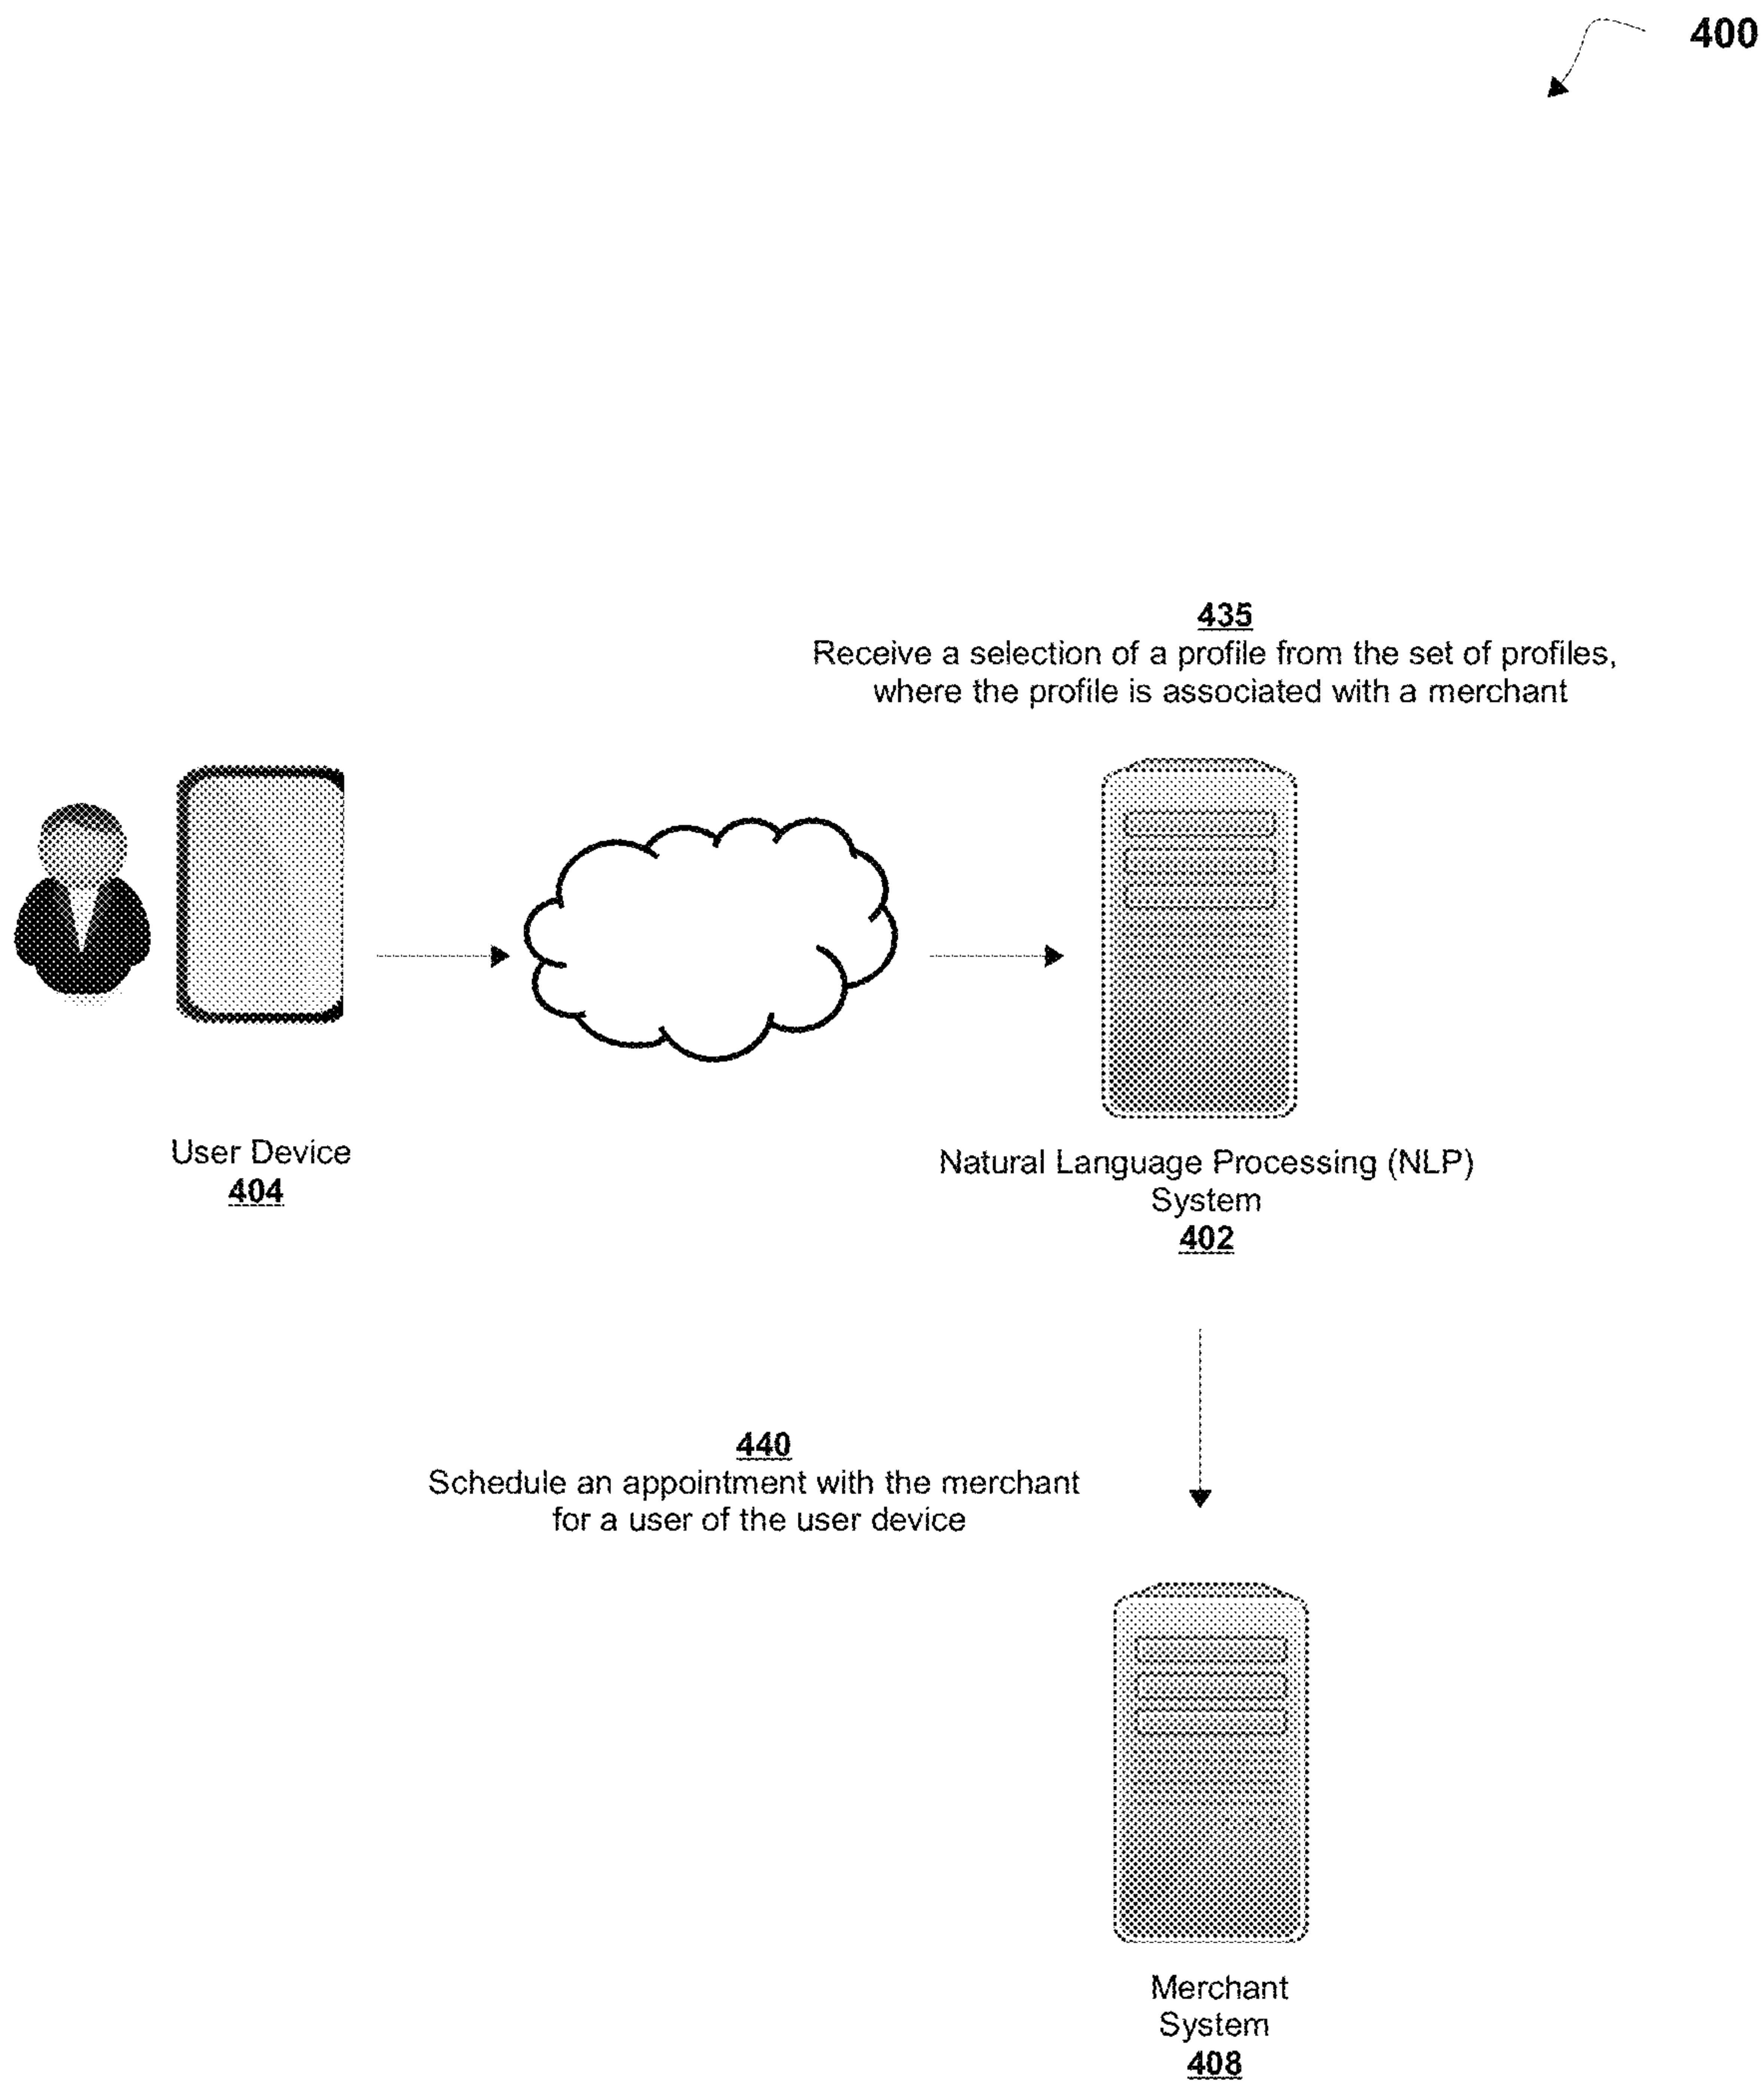 400
435
Receive a selection of a profile from the set of profiles,
where the profile is associated with a merchant
User Device
404
Natural Language Processing (NLP)
System
402
440
Schedule an appointment with the merchant
for a user of the user device
Merchant
System
408